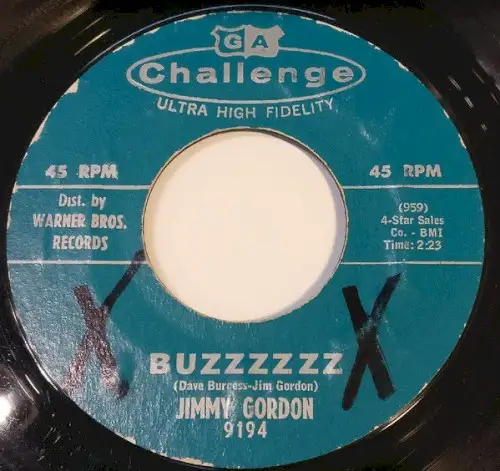 GA
Challenge
ULTRA HIGH FIDELITY
45 RPM
45 RPM
Dist. by
WARNER BROS.
RECORDS
(959)
4-Star Sales
Co. - BMI
Time: 2:23
X
X
BUZZZZZZ
(Dave Burgess-Jim Gordon)
JIMMY GORDON
9194